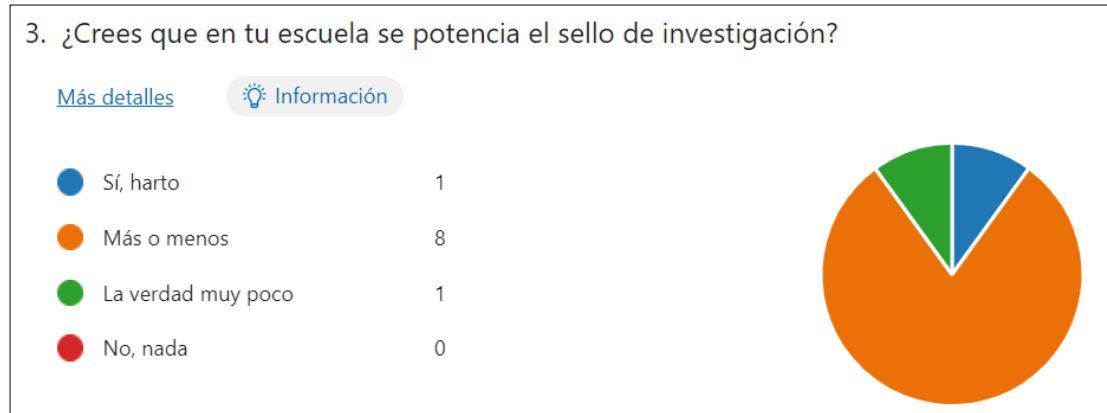 3. ¿Crees que en tu escuela se potencia el sello de investigación?
Más detalles
Información
Sí, harto 1
Más o menos 8
La verdad muy poco 1
No, nada 0